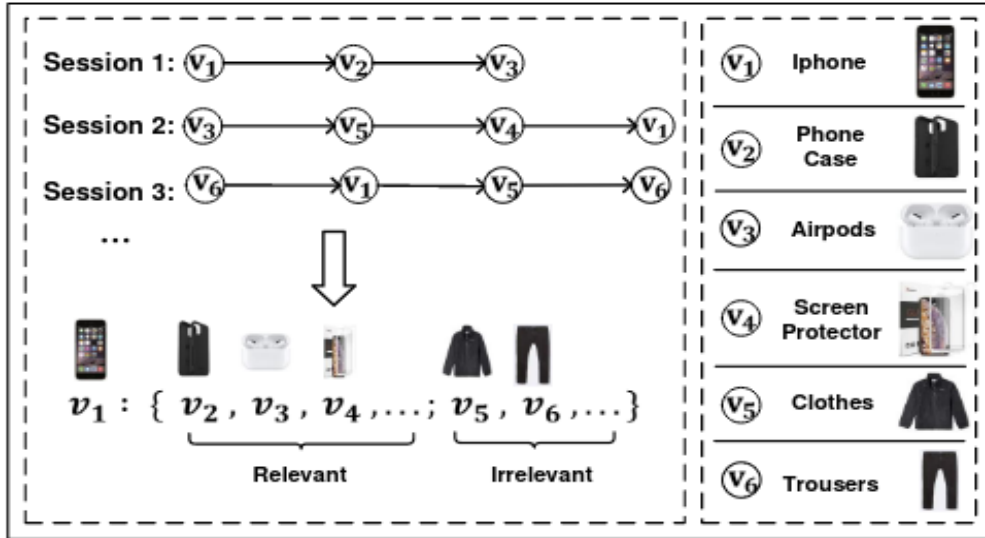 Session 1: v1 v2 v3
Session 2: v3 v5 v4 v1
Session 3: v6 v1 v5 v6
...
v1 : { v2 , v3 , v4 , ... ; v5 , v6 , ... }
Relevant Irrelevant
v1 Iphone
v2 Phone
Case
v3 Airpods
v4 Screen
Protector
v5 Clothes
v6 Trousers